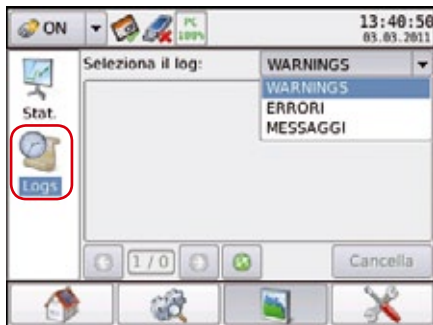 ON
PC
100%
13:40:50
03.03.2011
Stat.
Logs
Seleziona il log:
WARNINGS
WARNINGS
ERRORI
MESSAGGI
1 / 0
Cancella